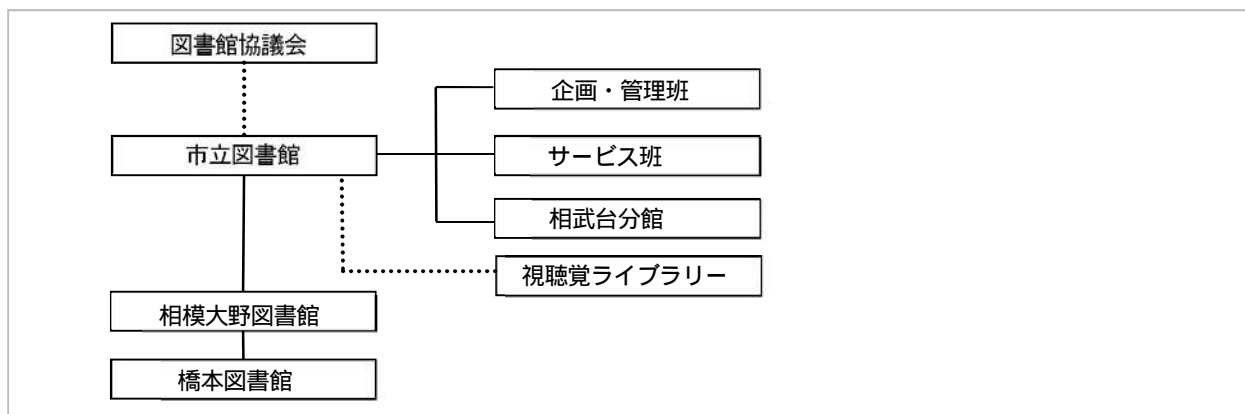 図書館協議会
企画・管理班
市立図書館
サービス班
相武台分館
視聴覚ライブラリー
相模大野図書館
橋本図書館